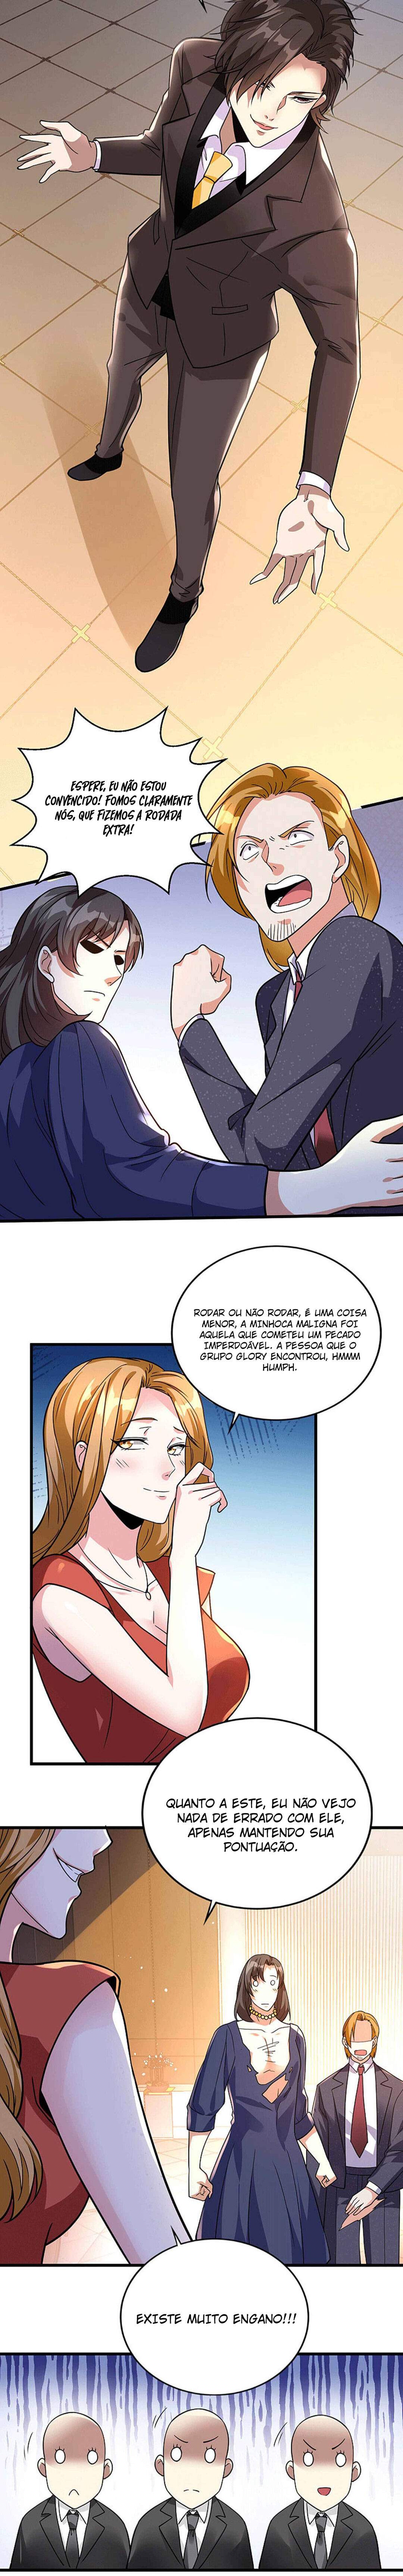 ESPERE, EU NÃO ESTOU
CONVENCIDO! FOMOS CLARAMENTE
NÓS, QUE FIZEMOS A RODADA
EXTRA!
RODAR OU NÃO RODAR, É UMA COISA
MENOR, A MINHOCA MALIGNA FOI
AQUELA QUE COMETEU UM PECADO
IMPERDOÁVEL. A PESSOA QUE O
GRUPO GLORY ENCONTROU, HMMM
HUMPH.
QUANTO A ESTE, EU NÃO VEJO
NADA DE ERRADO COM ELE,
APENAS MANTENDO SUA
PONTUAÇÃO.
EXISTE MUITO ENGANO!!!